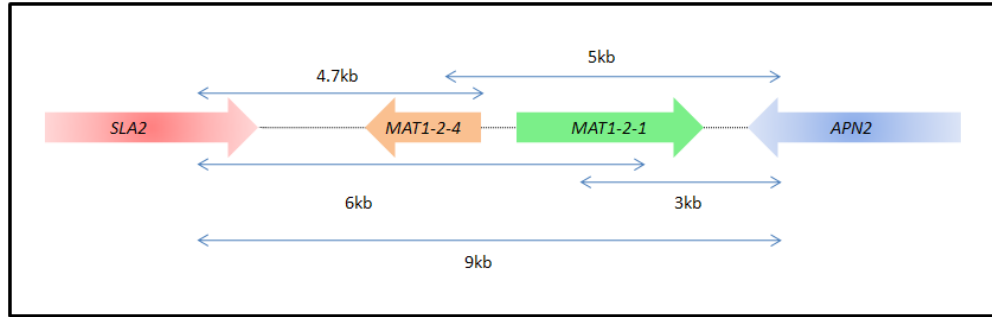 5kb
4.7kb
SLA2 MAT1-2-4 MAT1-2-1 APN2
6kb 3kb
9kb